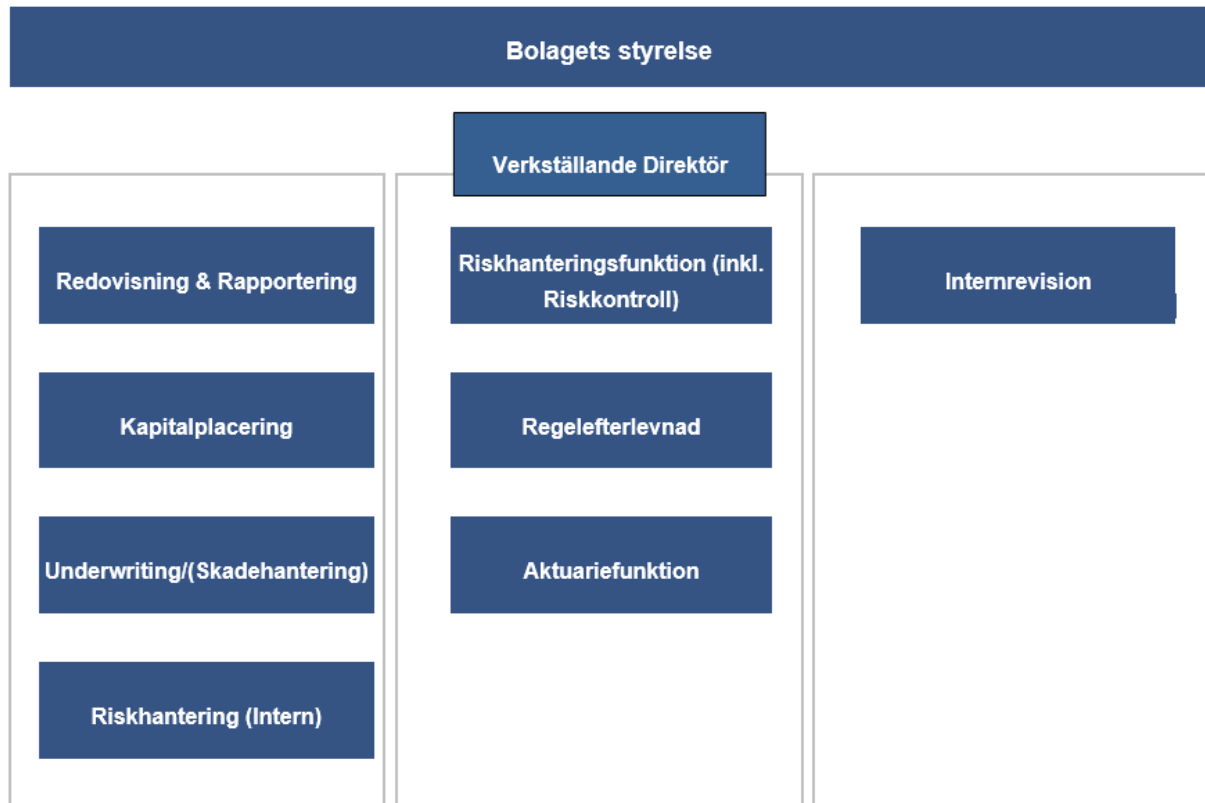 Bolagets styrelse
Verkställande Direktör
Redovisning & Rapportering
Kapitalplacering
Underwriting/(Skadehantering)
Riskhantering (Intern)
Riskhanteringsfunktion (inkl.
Riskkontroll)
Regelefterlevnad
Aktuariefunktion
Internrevision